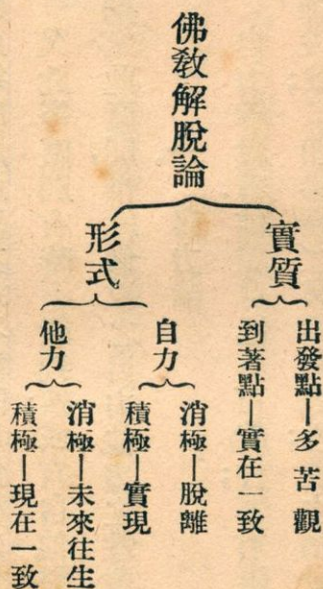 佛教解脫論
實質
出發點—多苦觀
到著點—實在一致
形式
自力
消極—脫離
積極—實現
他力
消極—未來往生
積極—現在一致